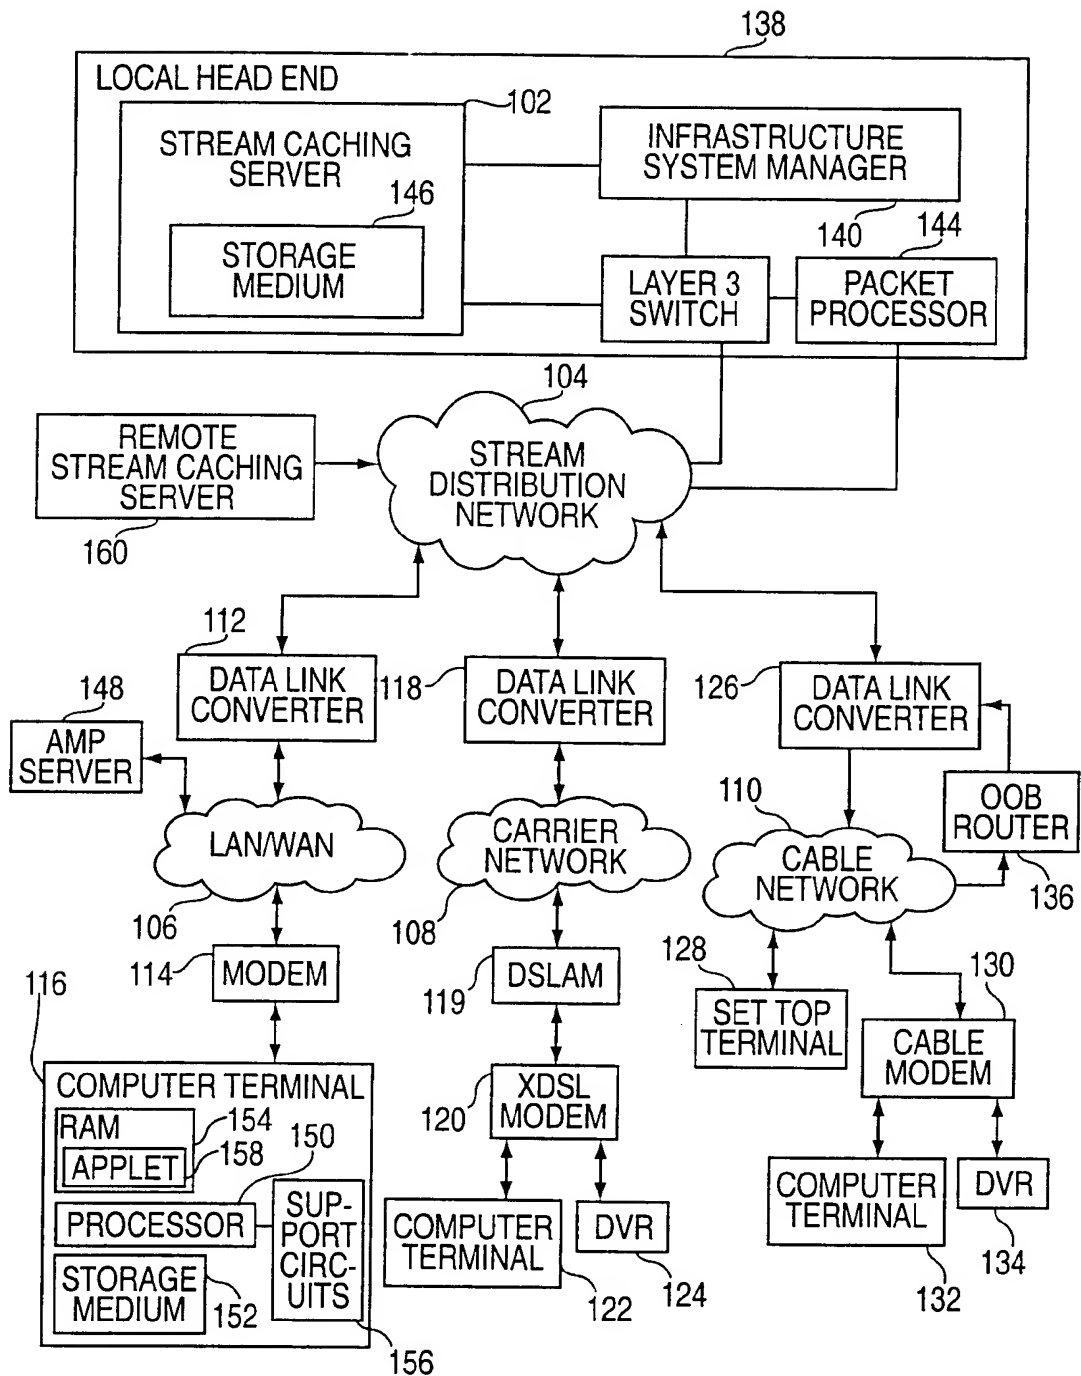 138
LOCAL HEAD END
102
STREAM CACHING
SERVER
146
STORAGE
MEDIUM
INFRASTRUCTURE
SYSTEM MANAGER
140
144
LAYER 3
SWITCH
PACKET
PROCESSOR
104
REMOTE
STREAM CACHING
SERVER
160
STREAM
DISTRIBUTION
NETWORK
112
DATA LINK
CONVERTER
118
DATA LINK
CONVERTER
126
DATA LINK
CONVERTER
148
AMP
SERVER
LAN/WAN
106
CARRIER
NETWORK
108
110
CABLE
NETWORK
OOB
ROUTER
136
114
MODEM
119
DSLAM
128
SET TOP
TERMINAL
130
CABLE
MODEM
116
COMPUTER TERMINAL
RAM
154
APPLET
158
150
PROCESSOR
STORAGE
MEDIUM
152
SUP-
PORT
CIRC-
UITS
156
120
XDSL
MODEM
COMPUTER
TERMINAL
122
DVR
124
COMPUTER
TERMINAL
132
DVR
134